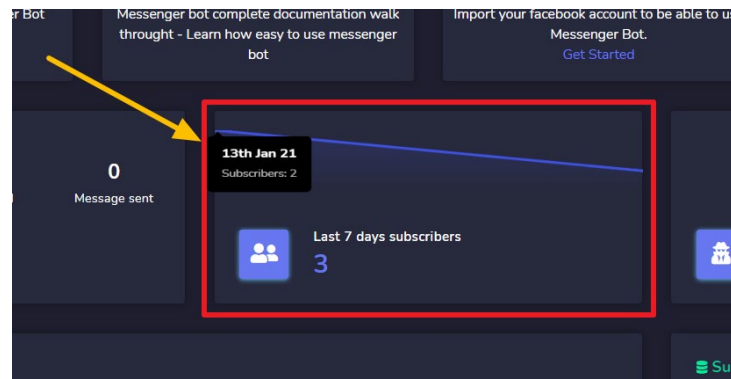 r Bot
Messenger bot complete documentation walk
throught - Learn how easy to use messenger
bot
Import your facebook account to be able to us
Messenger Bot.
Get Started
0
Message sent
13th Jan 21
Subscribers: 2
Last 7 days subscribers
3
Su